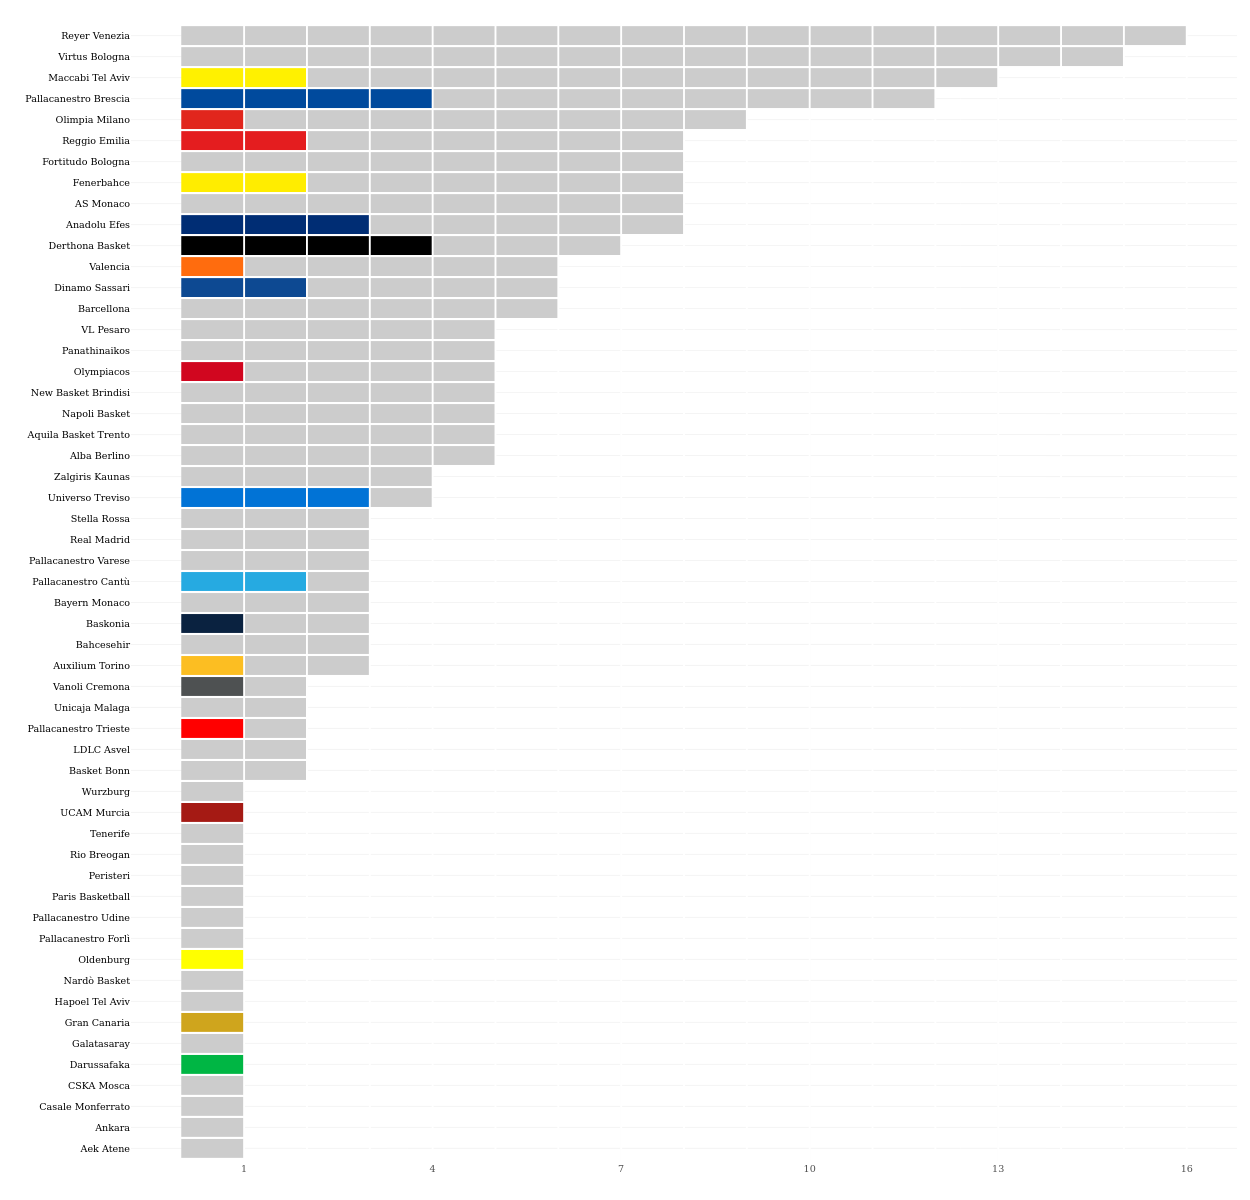 Reyer Venezia
Virtus Bologna
Maccabi Tel Aviv
Pallacanestro Brescia
Olimpia Milano
Reggio Emilia
Fortitudo Bologna
Fenerbahce
AS Monaco
Anadolu Efes
Derthona Basket
Valencia
Dinamo Sassari
Barcellona
VL Pesaro
Panathinaikos
Olympiacos
New Basket Brindisi
Napoli Basket
Aquila Basket Trento
Alba Berlino
Zalgiris Kaunas
Universo Treviso
Stella Rossa
Real Madrid
Pallacanestro Varese
Pallacanestro Cantù
Bayern Monaco
Baskonia
Bahcesehir
Auxilium Torino
Vanoli Cremona
Unicaja Malaga
Pallacanestro Trieste
LDLC Asvel
Basket Bonn
Wurzburg
UCAM Murcia
Tenerife
Rio Breogan
Peristeri
Paris Basketball
Pallacanestro Udine
Pallacanestro Forlì
Oldenburg
Nardò Basket
Hapoel Tel Aviv
Gran Canaria
Galatasaray
Darussafaka
CSKA Mosca
Casale Monferrato
Ankara
Aek Atene
1 4 7 10 13 16